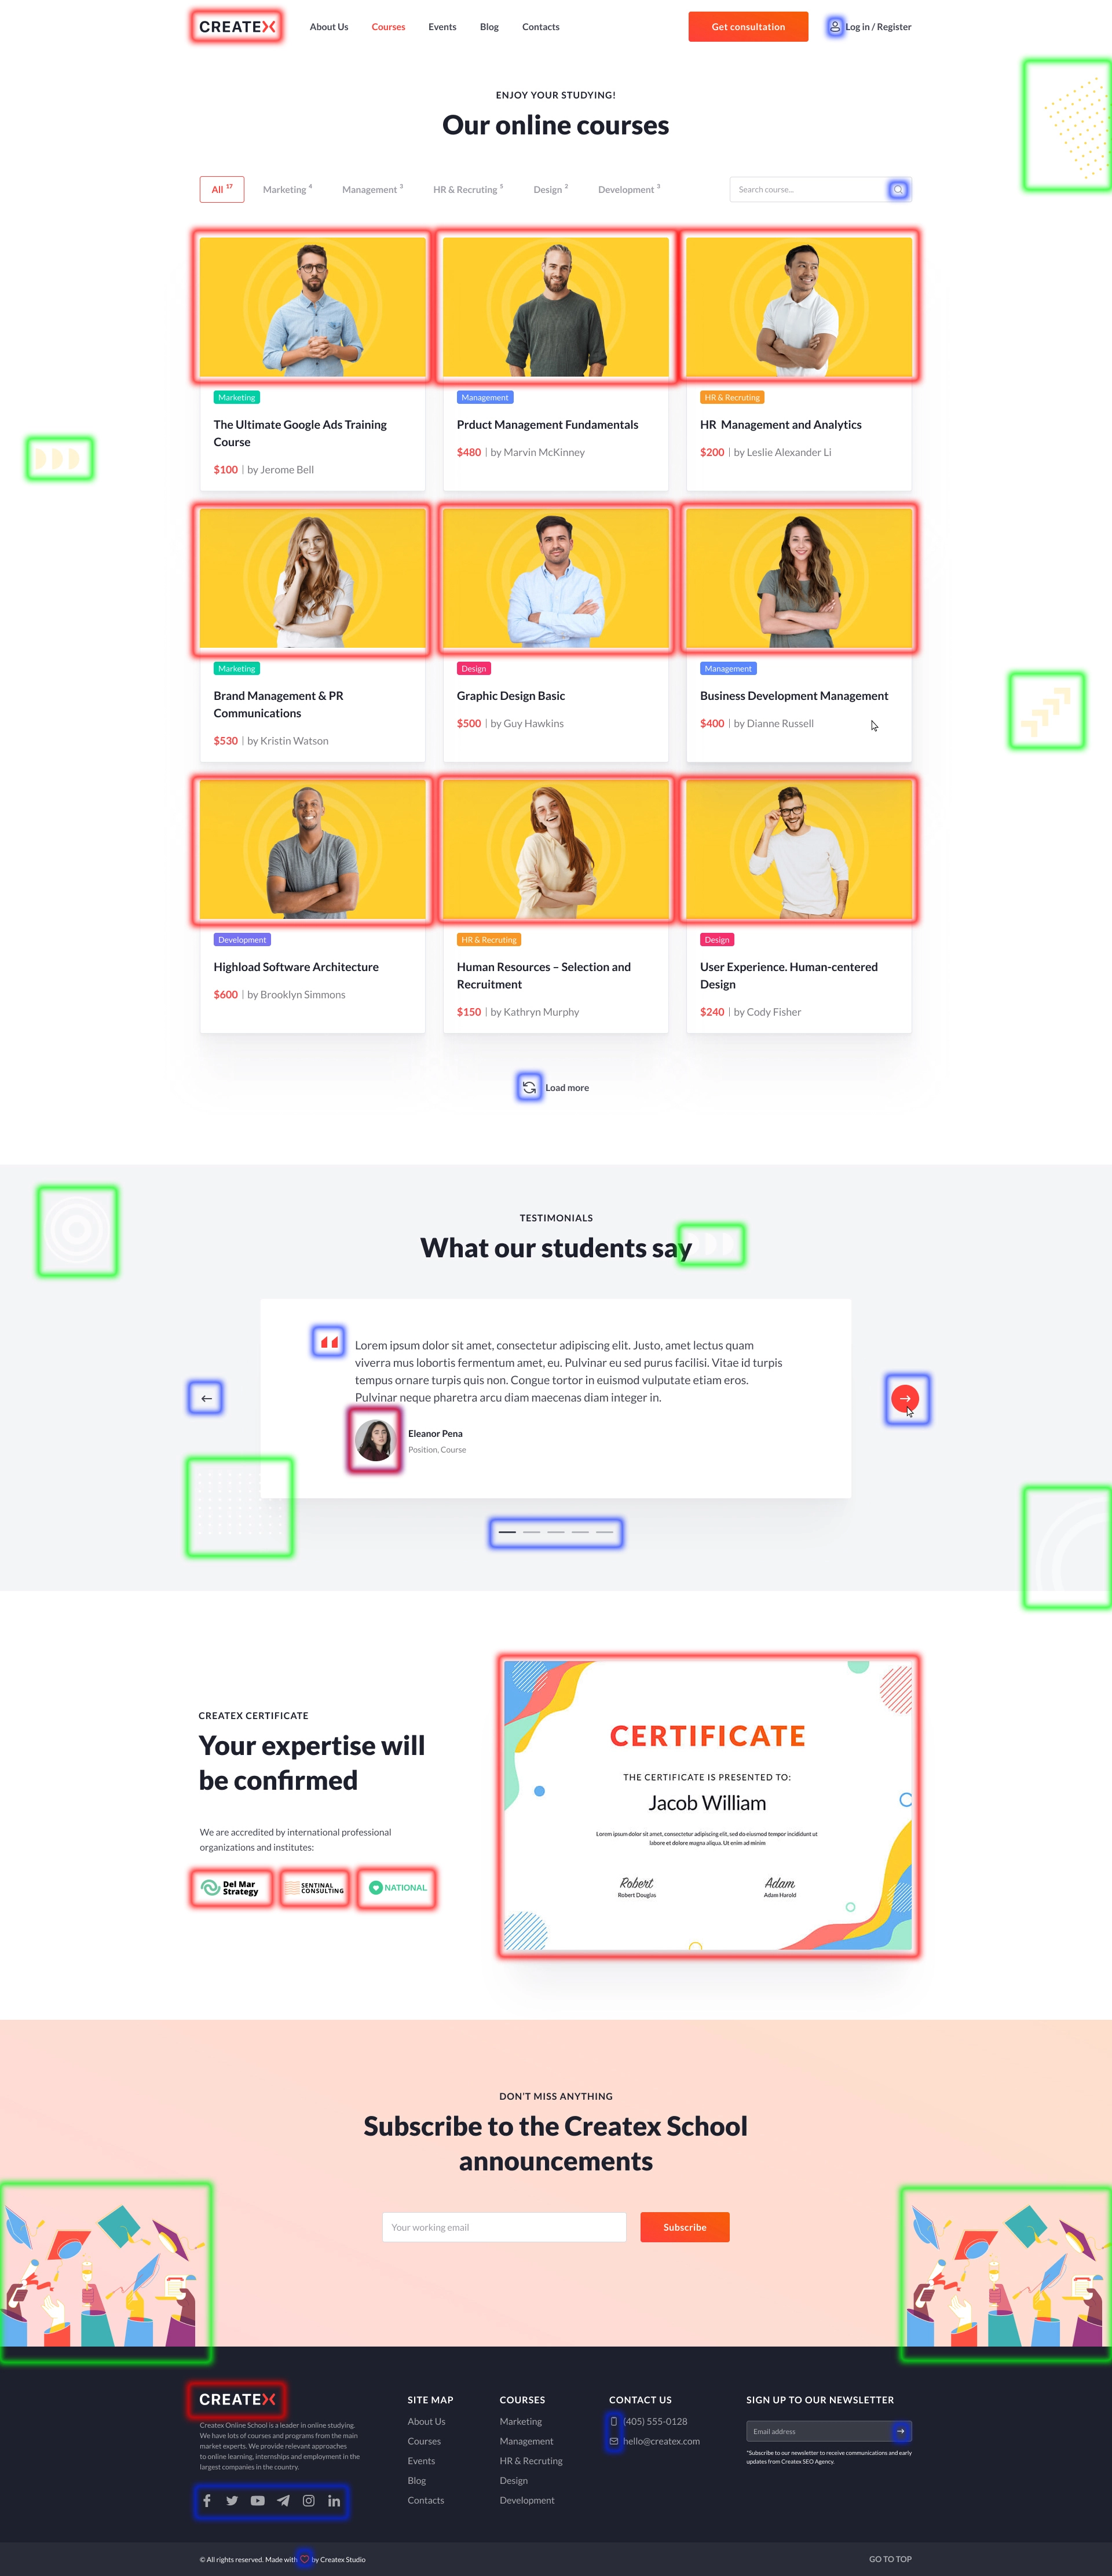 CREATEX About Us Courses Events Blog Contacts Get consultation Log in / Register
ENJOY YOUR STUDYING!
Our online courses
All 17 Marketing 4 Management 3 HR & Recruting 5 Design 2 Development 3 Search course...
Marketing
The Ultimate Google Ads Training
Course
$100 | by Jerome Bell
Management
Prduct Management Fundamentals
$480 | by Marvin McKinney
HR & Recruting
HR Management and Analytics
$200 | by Leslie Alexander Li
Marketing
Brand Management & PR
Communications
$530 | by Kristin Watson
Design
Graphic Design Basic
$500 | by Guy Hawkins
Management
Business Development Management
$400 | by Dianne Russell
Development
Highload Software Architecture
$600 | by Brooklyn Simmons
HR & Recruting
Human Resources – Selection and
Recruitment
$150 | by Kathryn Murphy
Design
User Experience. Human-centered
Design
$240 | by Cody Fisher
Load more
TESTIMONIALS
What our students say
Lorem ipsum dolor sit amet, consectetur adipiscing elit. Justo, amet lectus quam
viverra mus lobortis fermentum amet, eu. Pulvinar eu sed purus facilisi. Vitae id turpis
tempus ornare turpis quis non. Congue tortor in euismod vulputate etiam eros.
Pulvinar neque pharetra arcu diam maecenas diam integer in.
Eleanor Pena
Position, Course
CREATEX CERTIFICATE
Your expertise will
be confirmed
We are accredited by international professional
organizations and institutes:
Del Mar
Strategy
SENTINAL
CONSULTING
NATIONAL
CERTIFICATE
THE CERTIFICATE IS PRESENTED TO:
Jacob William
Lorem ipsum dolor sit amet, consectetur adipiscing elit, sed do eiusmod tempor incididunt ut
labore et dolore magna aliqua. Ut enim ad minim
Robert Adam
Robert Douglas Adam Harold
DON'T MISS ANYTHING
Subscribe to the Createx School
announcements
Your working email Subscribe
CREATEX
Createx Online School is a leader in online studying.
We have lots of courses and programs from the main
market experts. We provide relevant approaches
to online learning, internships and employment in the
largest companies in the country.
SITE MAP
About Us
Courses
Events
Blog
Contacts
COURSES
Marketing
Management
HR & Recruting
Design
Development
CONTACT US
(405) 555-0128
hello@createx.com
SIGN UP TO OUR NEWSLETTER
Email address
*Subscribe to our newsletter to receive communications and early
updates from Createx SEO Agency.
© All rights reserved. Made with by Createx Studio
GO TO TOP